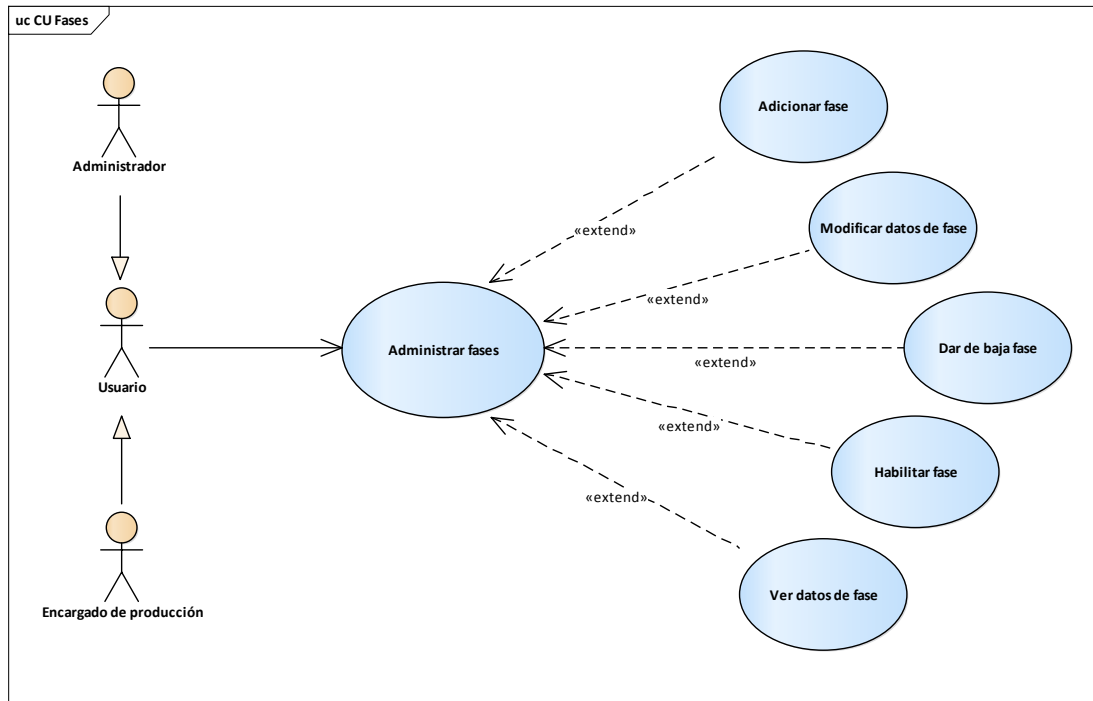 uc CU Fases
Administrador
Usuario
Encargado de producción
Administrar fases
Adicionar fase
«extend»
Modificar datos de fase
«extend»
Dar de baja fase
«extend»
Habilitar fase
«extend»
Ver datos de fase
«extend»